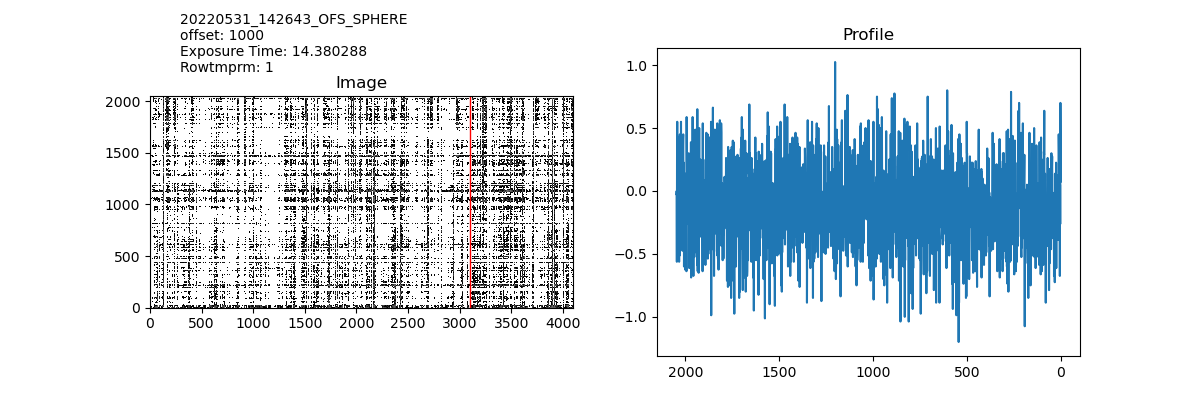 20220531_142643_OFS_SPHERE
offset: 1000
Exposure Time: 14.380288
Rowtmprm: 1
Image
2000
1500
1000
500
0
0 500 1000 1500 2000 2500 3000 3500 4000
Profile
1.0
0.5
0.0
−0.5
−1.0
2000 1500 1000 500 0